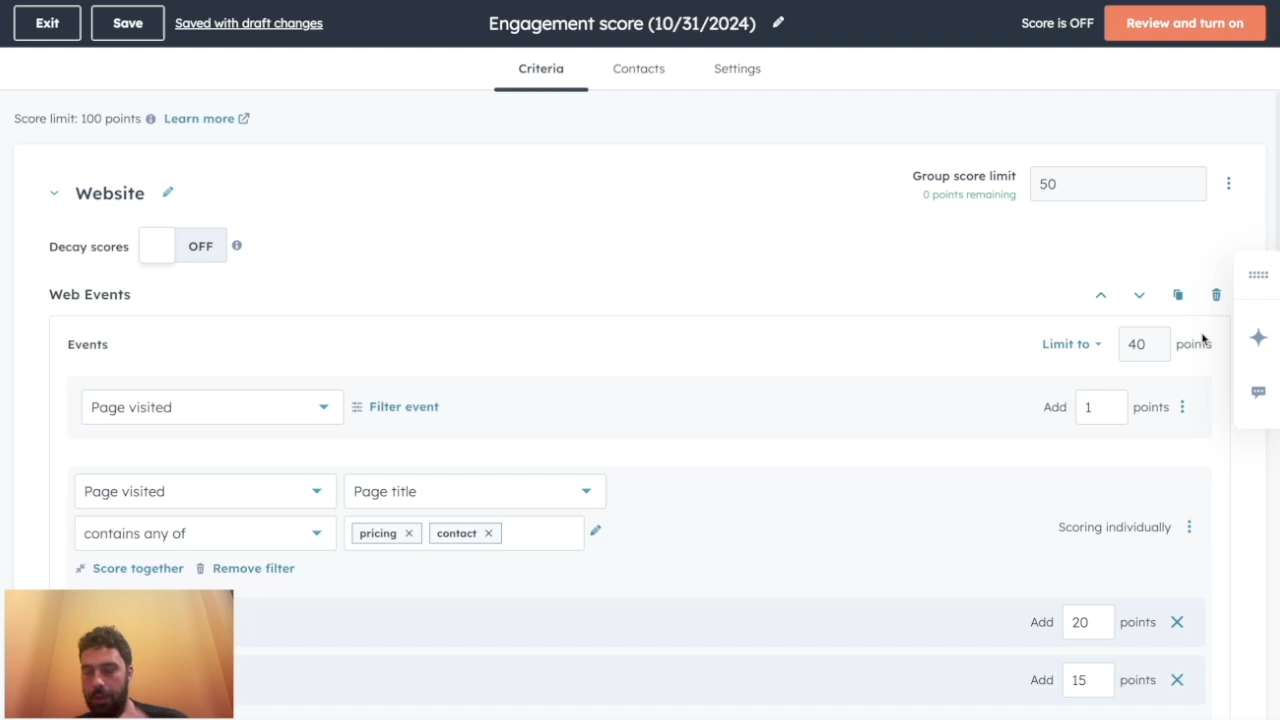 Exit
Save
Saved with draft changes
Engagement score (10/31/2024)
Score is OFF
Review and turn on
Criteria
Contacts
Settings
Score limit: 100 points
Learn more
Website
Group score limit
0 points remaining
50
Decay scores
OFF
Web Events
Events
Limit to
40
points
Page visited
Filter event
Add
1
points
Page visited
Page title
contains any of
pricing
contact
Scoring individually
Score together
Remove filter
Add
20
points
Add
15
points